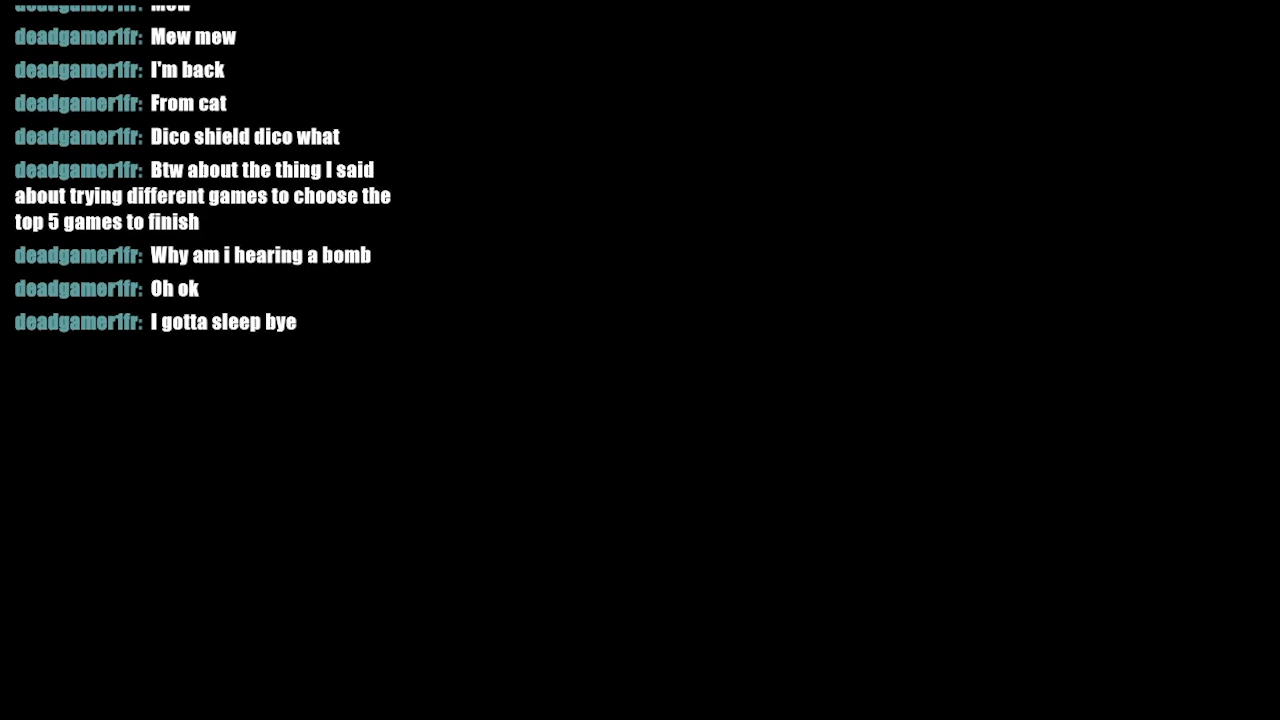 deadgamer1fr: Mew
deadgamer1fr: Mew mew
deadgamer1fr: I'm back
deadgamer1fr: From cat
deadgamer1fr: Dico shield dico what
deadgamer1fr: Btw about the thing I said
about trying different games to choose the
top 5 games to finish
deadgamer1fr: Why am i hearing a bomb
deadgamer1fr: Oh ok
deadgamer1fr: I gotta sleep bye